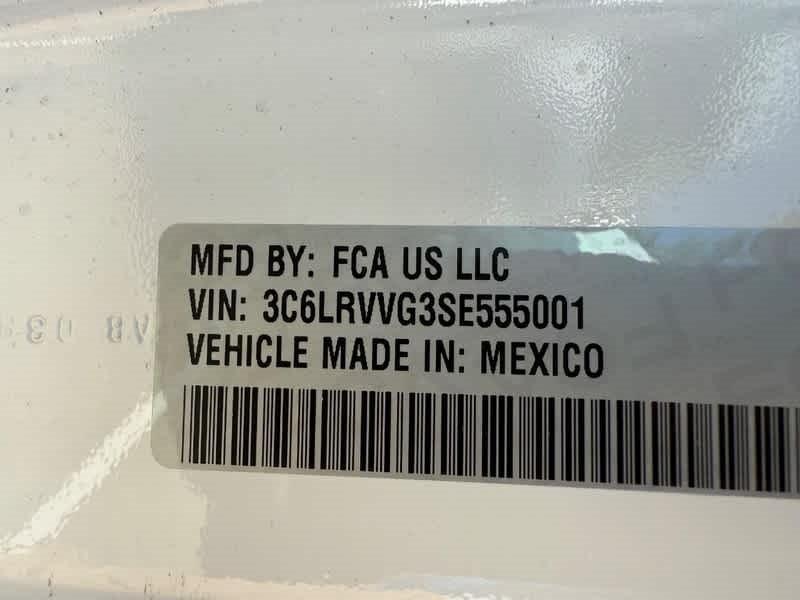 MFD BY: FCA US LLC
VIN: 3C6LRVVG3SE555001
VEHICLE MADE IN: MEXICO